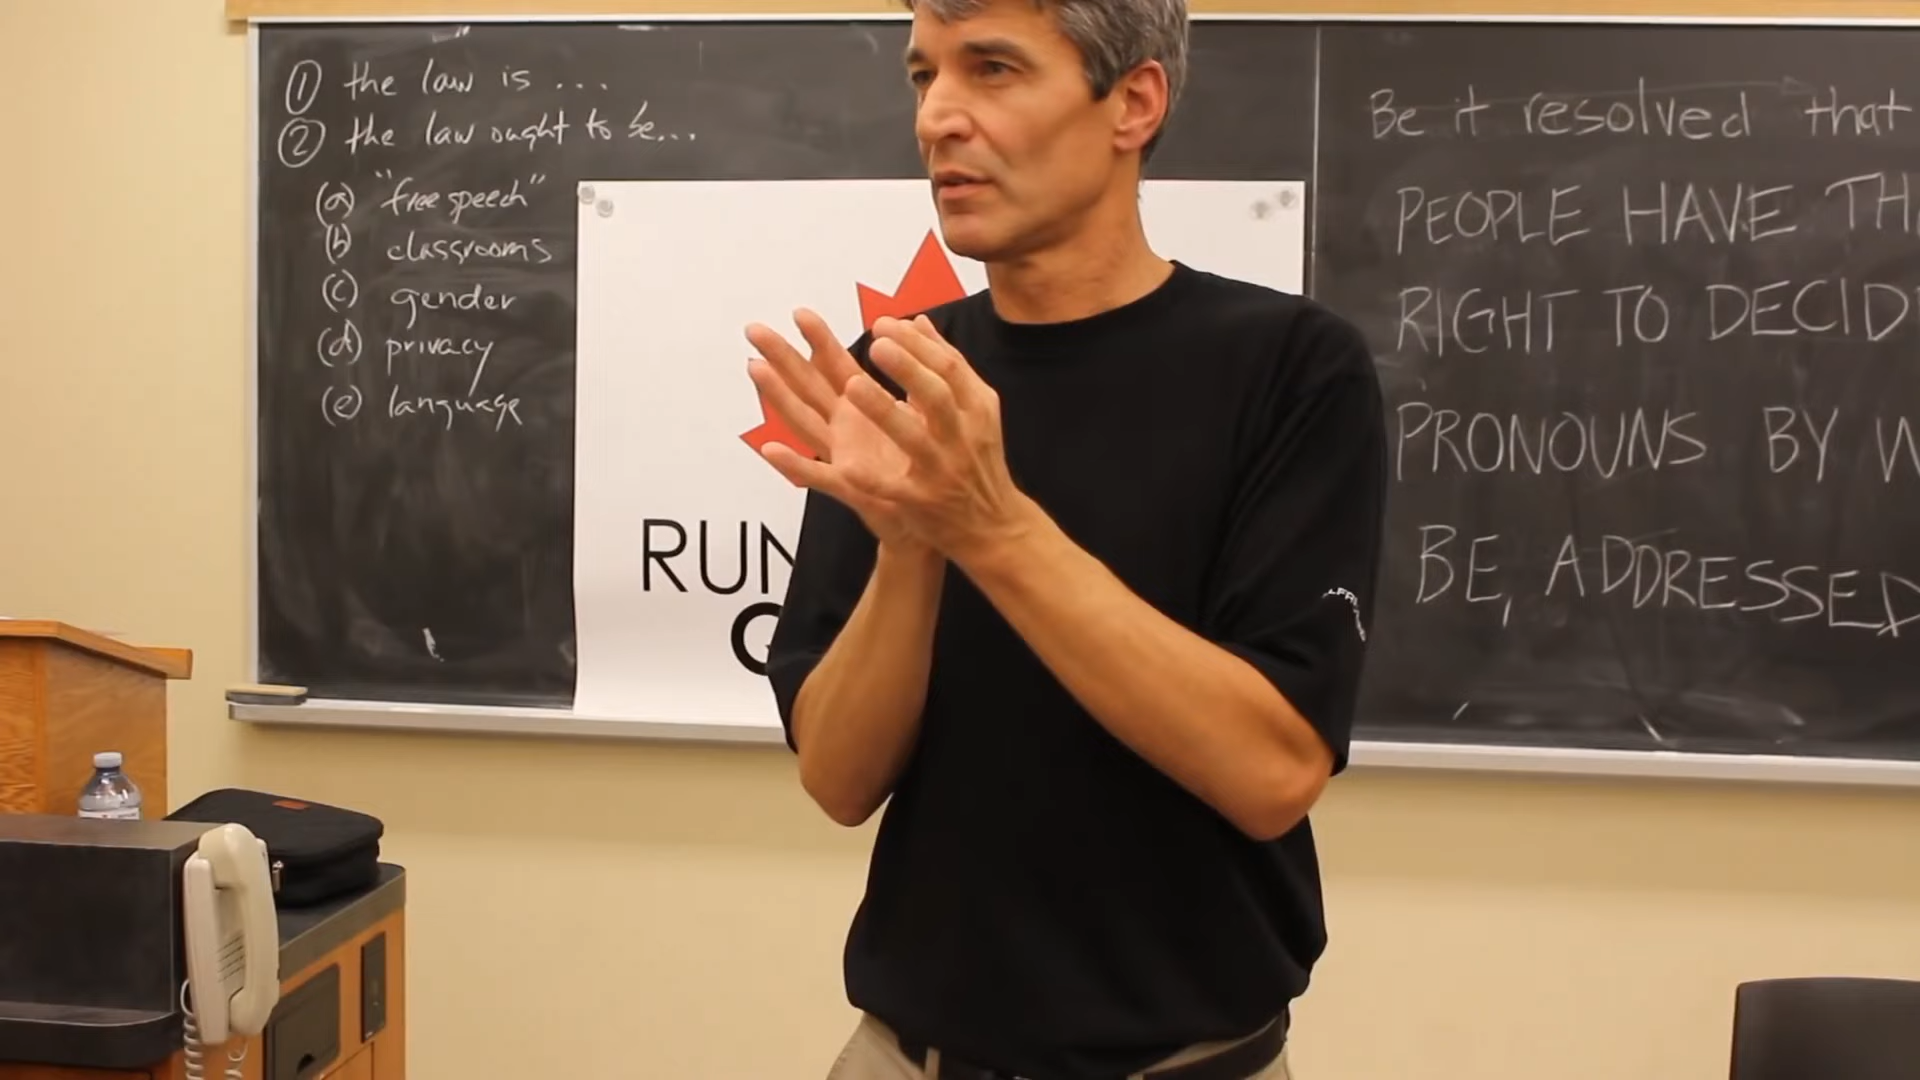 ① the law is ...
② the law ought to be...
(a) "free speech"
(b) classrooms
(c) gender
(d) privacy
(e) language
RUN
G
Be it resolved that
PEOPLE HAVE TH
RIGHT TO DECID
PRONOUNS BY W
BE, ADDRESSED